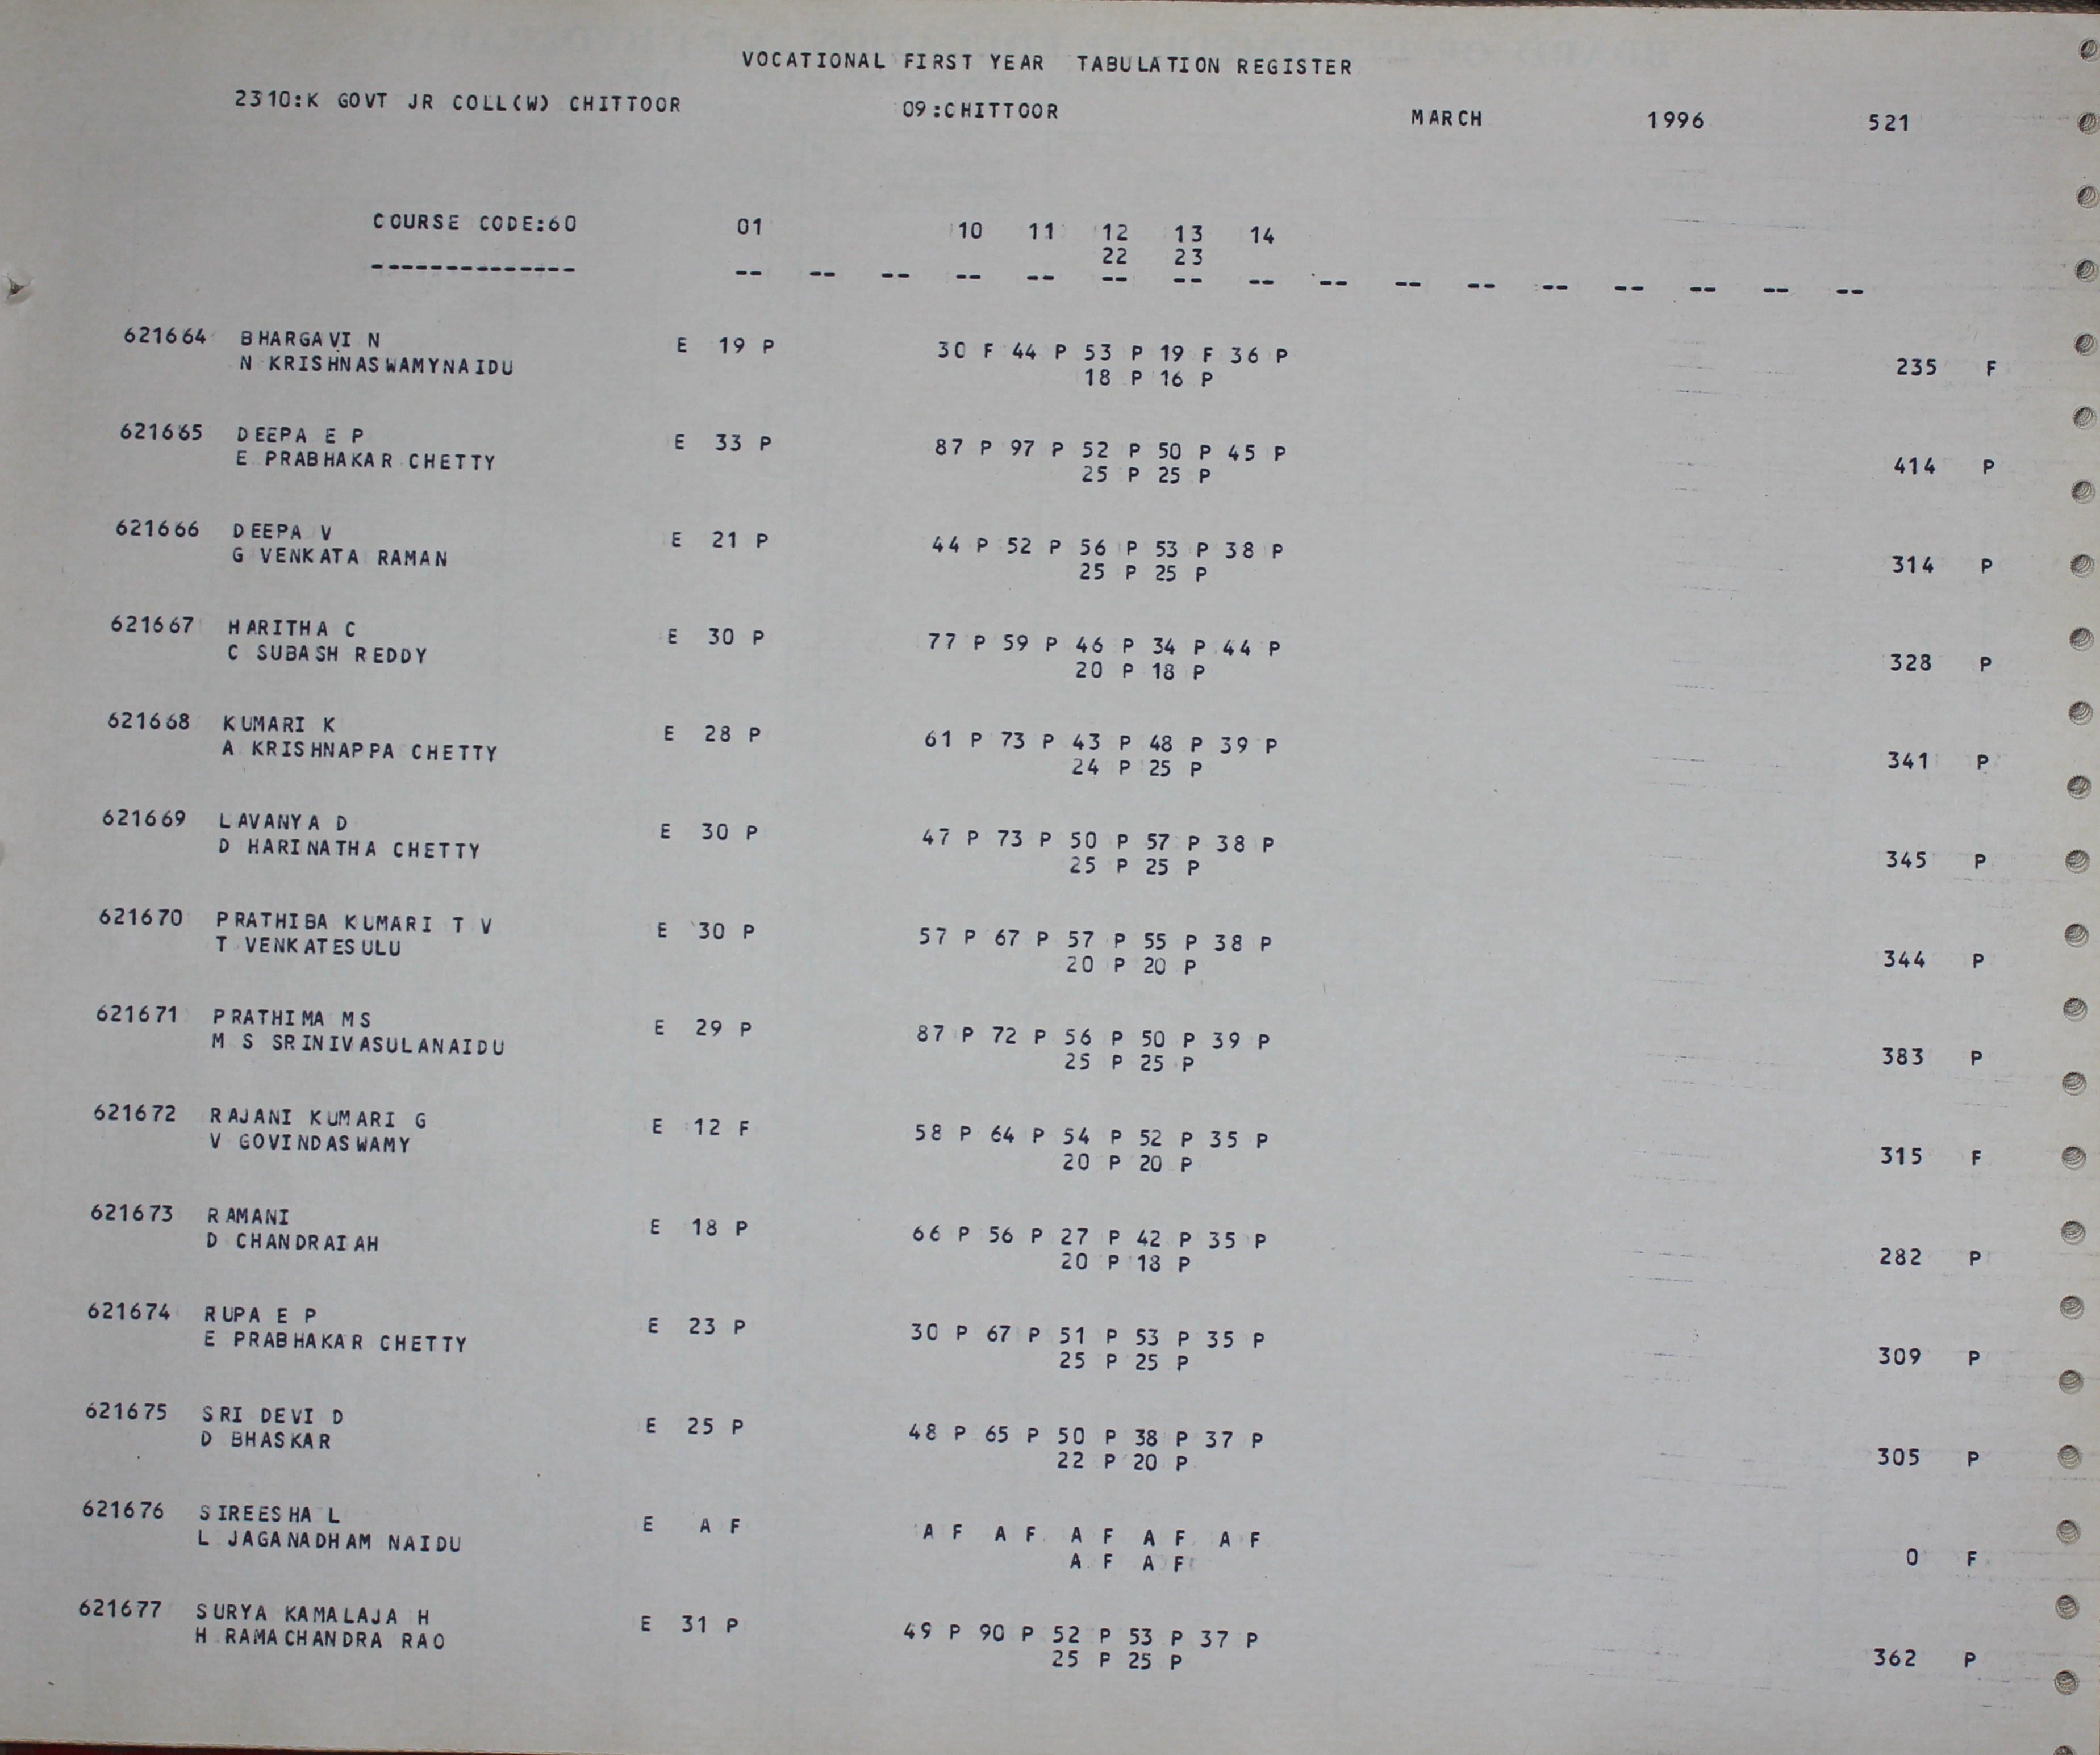 VOCATIONAL FIRST YEAR TABULATION REGISTER
2310:K GOVT JR COLL(W) CHITTOOR 09:CHITTOOR MARCH 1996 521
COURSE CODE:60 01 10 11 12 13 14
22 23
-------------- -- -- -- -- -- -- -- -- -- -- -- -- -- -- -- --
621664 BHARGAVI N E 19 P 30 F 44 P 53 P 19 F 36 P
N KRISHNASWAMYNAIDU 18 P 16 P 235 F
621665 DEEPA E P E 33 P 87 P 97 P 52 P 50 P 45 P
E PRABHAKAR CHETTY 25 P 25 P 414 P
621666 DEEPA V E 21 P 44 P 52 P 56 P 53 P 38 P
G VENKATA RAMAN 25 P 25 P 314 P
621667 HARITHA C E 30 P 77 P 59 P 46 P 34 P 44 P
C SUBASH REDDY 20 P 18 P 328 P
621668 KUMARI K E 28 P 61 P 73 P 43 P 48 P 39 P
A KRISHNAPPA CHETTY 24 P 25 P 341 P
621669 LAVANYA D E 30 P 47 P 73 P 50 P 57 P 38 P
D HARINATHA CHETTY 25 P 25 P 345 P
621670 PRATHIBA KUMARI T V E 30 P 57 P 67 P 57 P 55 P 38 P
T VENKATESULU 20 P 20 P 344 P
621671 PRATHIMA MS E 29 P 87 P 72 P 56 P 50 P 39 P
M S SRINIVASULANAIDU 25 P 25 P 383 P
621672 RAJANI KUMARI G E 12 F 58 P 64 P 54 P 52 P 35 P
V GOVINDASWAMY 20 P 20 P 315 F
621673 RAMANI E 18 P 66 P 56 P 27 P 42 P 35 P
D CHANDRAIAH 20 P 18 P 282 P
621674 RUPA E P E 23 P 30 P 67 P 51 P 53 P 35 P
E PRABHAKAR CHETTY 25 P 25 P 309 P
621675 SRI DEVI D E 25 P 48 P 65 P 50 P 38 P 37 P
D BHASKAR 22 P 20 P 305 P
621676 SIREESHA L E A F A F A F A F A F A F
L JAGANADHAM NAIDU A F A F 0 F
621677 SURYA KAMALAJA H E 31 P 49 P 90 P 52 P 53 P 37 P
H RAMACHANDRA RAO 25 P 25 P 362 P